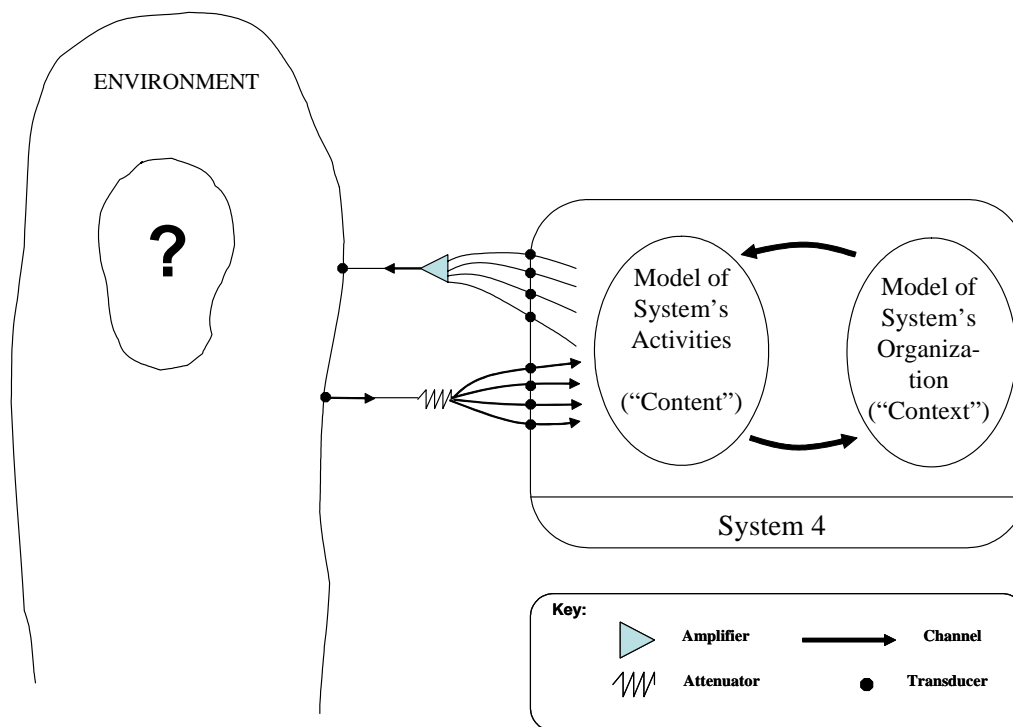 ENVIRONMENT
?
Model of
System’s
Activities
(“Content”)
Model of
System’s
Organiza-
tion
(“Context”)
System 4
Key:
Amplifier
Channel
Attenuator
Transducer